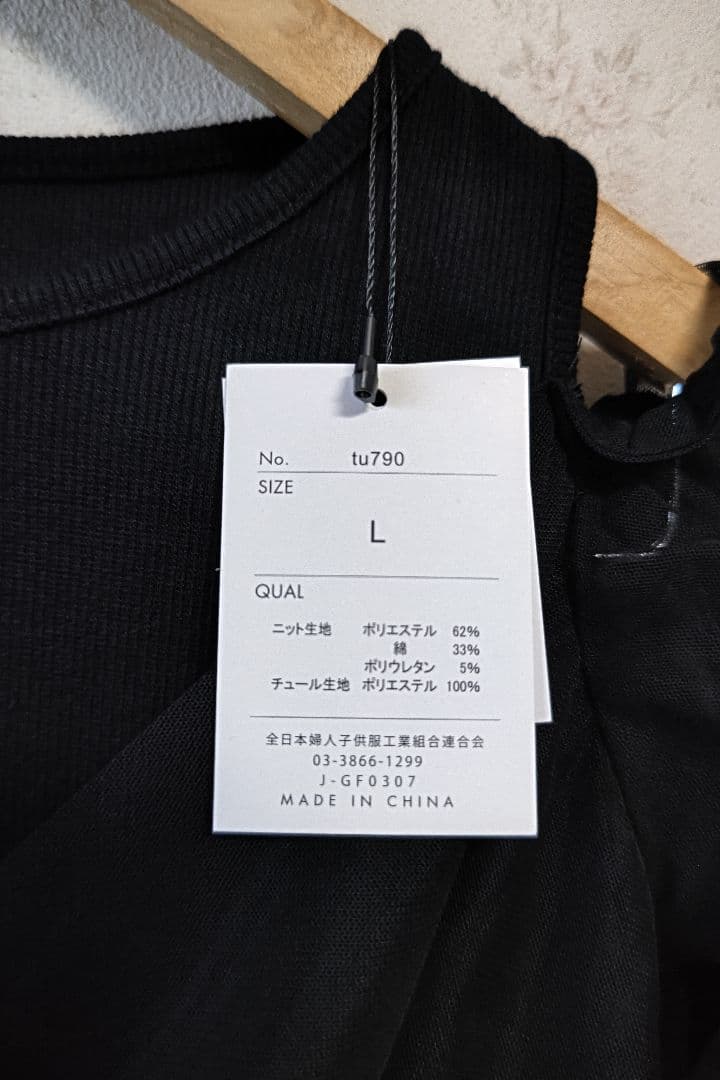 No. tu790
SIZE
L
QUAL
ニット生地 ポリエステル 62%
綿 33%
ポリウレタン 5%
チュール生地 ポリエステル 100%
全日本婦人子供服工業組合連合会
03-3866-1299
J-GF0307
MADE IN CHINA